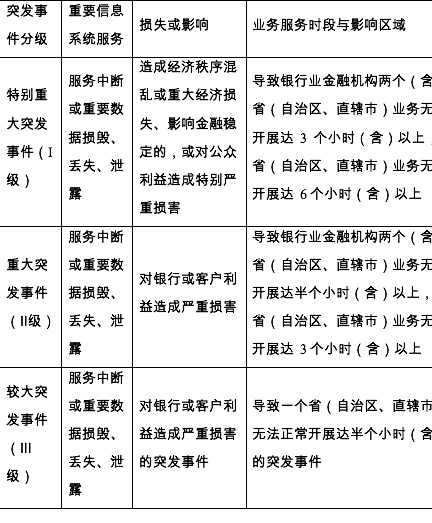 突发事
件分级
重要信息
系统服务
损失或影响
业务服务时段与影响区域
特别重
大突发
事件（I
级）
服务中断
或重要数
据损毁、
丢失、泄
露
造成经济秩序混
乱或重大经济损
失、影响金融稳
定的，或对公众
利益造成特别严
重损害
导致银行业金融机构两个（含
省（自治区、直辖市）业务无
开展达 3 个小时（含）以上，
省（自治区、直辖市）业务无
开展达 6个小时（含）以上
重大突
发事件
（II级）
服务中断
或重要数
据损毁、
丢失、泄
露
对银行或客户利
益造成严重损害
导致银行业金融机构两个（含
省（自治区、直辖市）业务无
开展达半个小时（含）以上，
省（自治区、直辖市）业务无
开展达 3个小时（含）以上
较大突
发事件
（III
级）
服务中断
或重要数
据损毁、
丢失、泄
露
对银行或客户利
益造成严重损害
的突发事件
导致一个省（自治区、直辖市
无法正常开展达半个小时（含
的突发事件